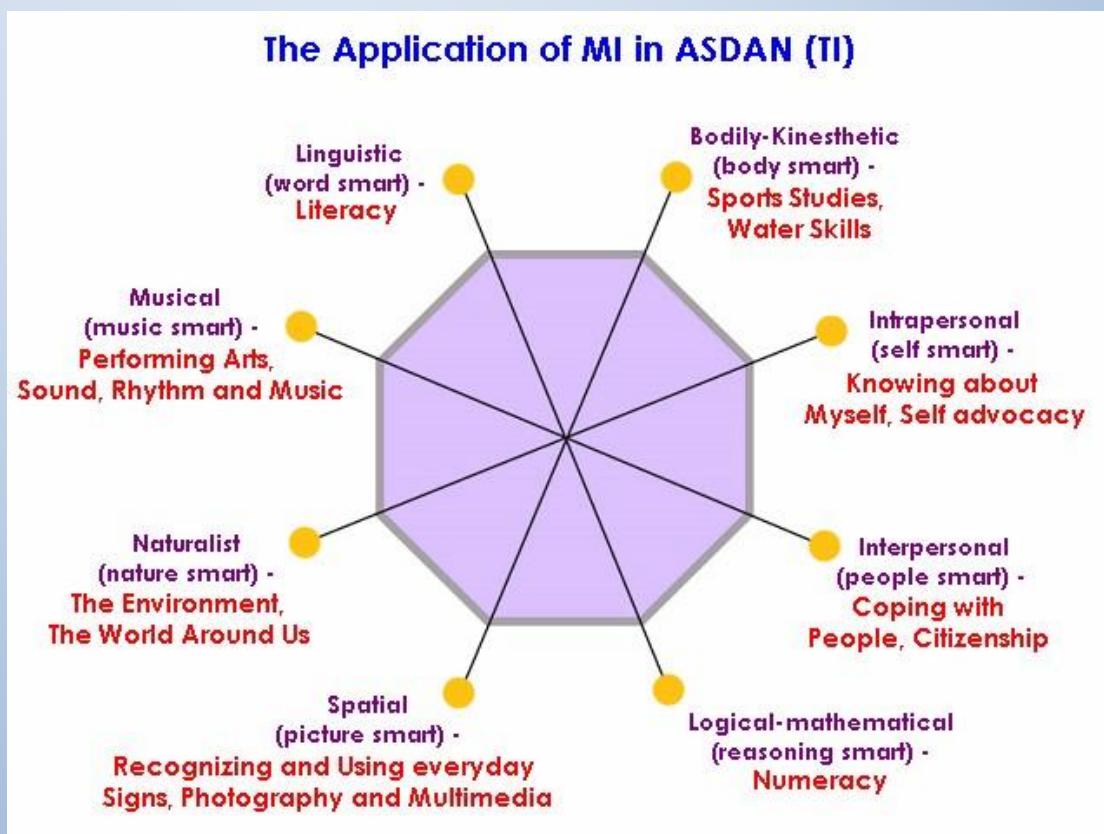 The Application of MI in ASDAN (TI)
Linguistic
(word smart) -
Literacy
Bodily-Kinesthetic
(body smart) -
Sports Studies,
Water Skills
Musical
(music smart) -
Performing Arts,
Sound, Rhythm and Music
Intrapersonal
(self smart) -
Knowing about
Myself, Self advocacy
Naturalist
(nature smart) -
The Environment,
The World Around Us
Interpersonal
(people smart) -
Coping with
People, Citizenship
Spatial
(picture smart) -
Recognizing and Using everyday
Signs, Photography and Multimedia
Logical-mathematical
(reasoning smart) -
Numeracy